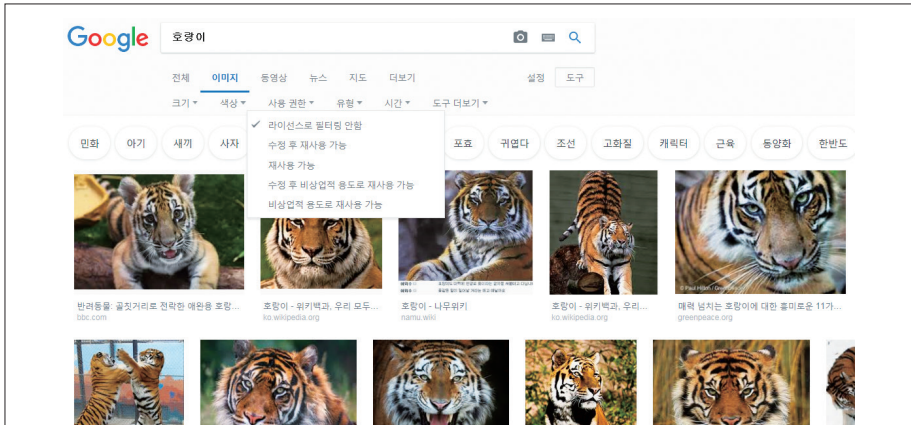 Google 호랑이
전체 이미지 동영상 뉴스 지도 더보기 설정 도구
크기 색상 사용 권한 유형 시간 도구 더보기
✓ 라이선스로 필터링 안함
수정 후 재사용 가능
재사용 가능
수정 후 비상업적 용도로 재사용 가능
비상업적 용도로 재사용 가능
민화 아기 새끼 사자 포효 귀엽다 조선 고화질 캐릭터 근육 동양화 한반도
반려동물: 골칫거리로 전락한 애완용 호랑...
bbc.com
호랑이 - 위키백과, 우리 모두...
ko.wikipedia.org
호랑이 - 나무위키
namu.wiki
호랑이 - 위키백과, 우리...
ko.wikipedia.org
매력 넘치는 호랑이에 대한 흥미로운 11가...
greenpeace.org